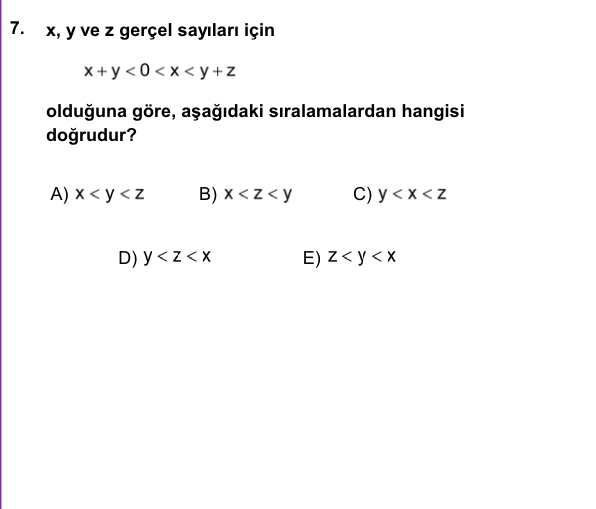 7. x, y ve z gerçel sayıları için
x + y < 0 < x < y + z
olduğuna göre, aşağıdaki sıralamalardan hangisi
doğrudur?
A) x < y < z B) x < z < y C) y < x < z
D) y < z < x E) z < y < x